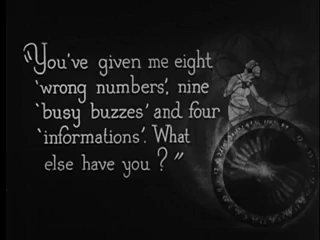 "You've given me eight
'wrong numbers', nine
'busy buzzes' and four
'informations'. What
else have you?"